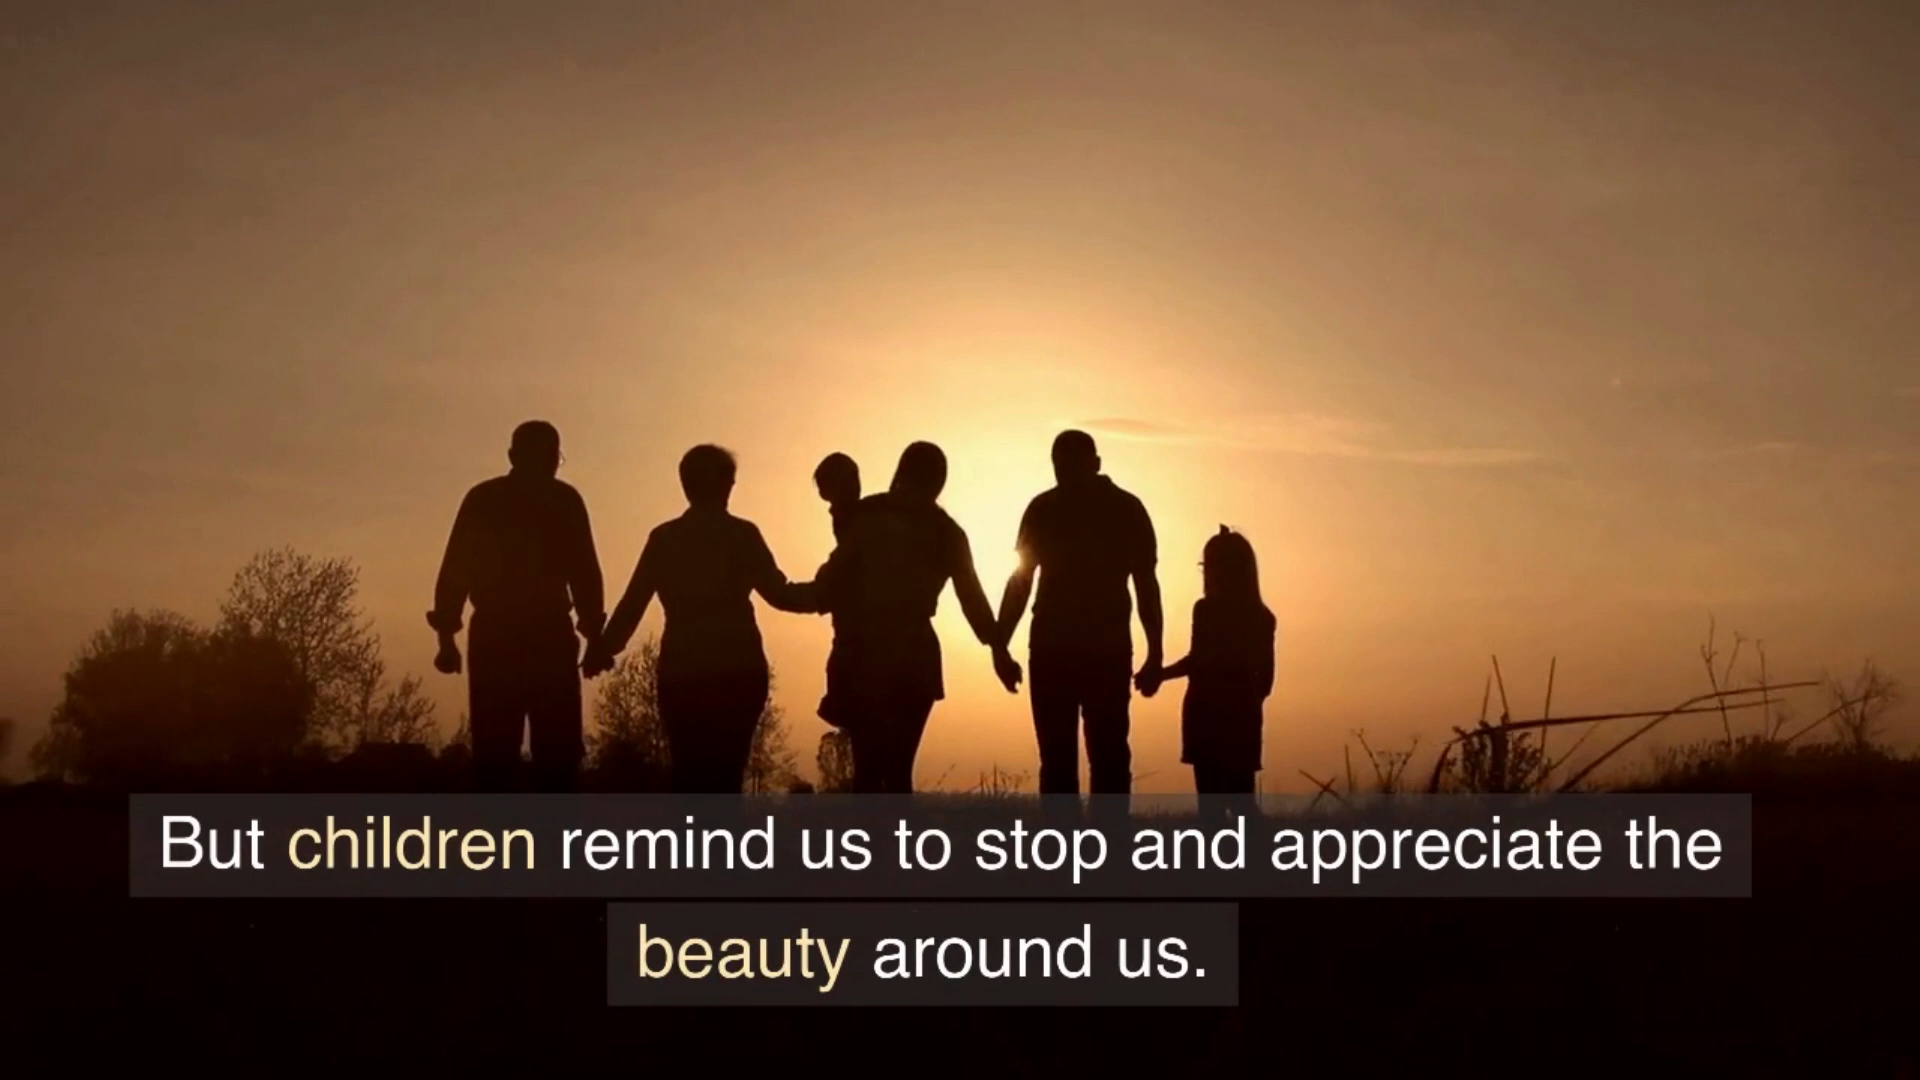 But children remind us to stop and appreciate the
beauty around us.